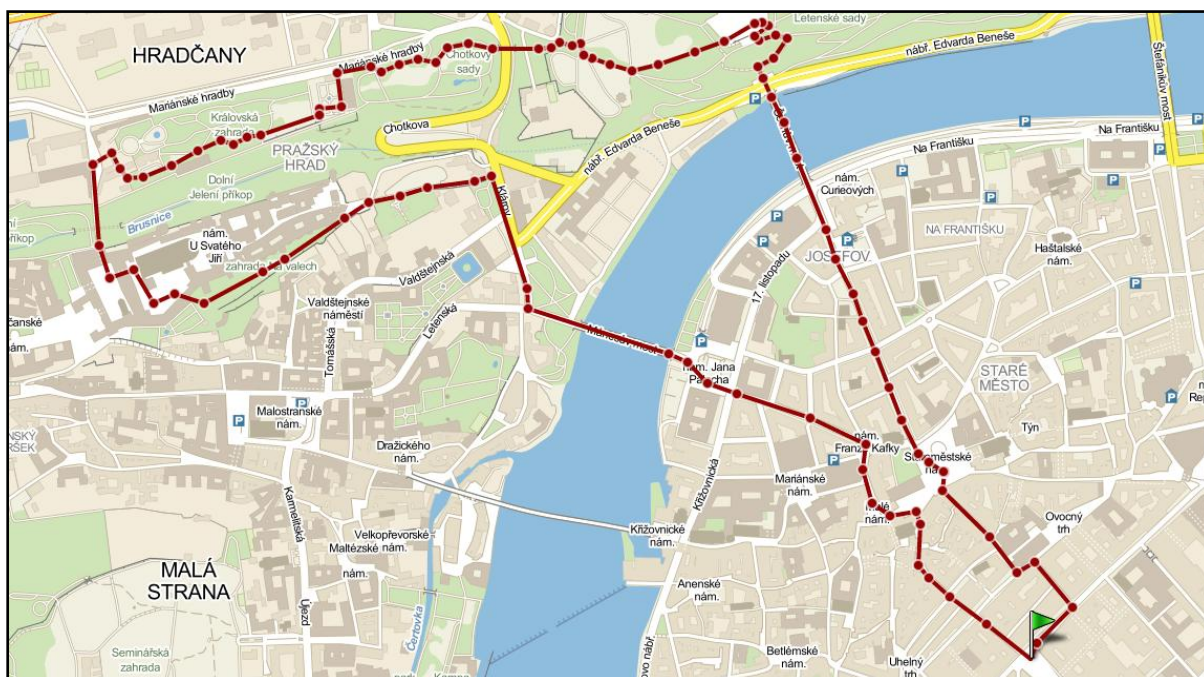 HRADČANY
Mariánské hradby
Mariánské hradby
Chotkovy
sady
Letenské sady
nábř. Edvarda Beneše
Štefánikův most
Královská
zahrada
PRAŽSKÝ
HRAD
Chotkova
nábř. Edvarda Beneše
Na Františku
Na Františku
Dolní
Jelení příkop
Brusnice
Klárov
nám.
Curieových
NA FRANTIŠKU
nám.
U Svatého
Jiří
zahrada na valech
Valdštejnská
JOSEFOV
Haštalské
nám.
17. listopadu
Valdštejnské
náměstí
Letenská
Tomášská
nám.
Mánesův most
nám. Jana
Palacha
STARÉ
MĚSTO
Malostranské
nám.
Týn
nám.
Franze Kafky
Staroměstské
Dražického
nám.
Mariánské
nám.
Křižovnická
Malé
nám.
Ovocný
trh
Karmelitská
Velkopřevorské
nám.
Maltézské
nám.
Křižovnické
nám.
MALÁ
STRANA
Anenské
nám.
Újezd
Čertovka
Seminářská
zahrada
Betlémské
nám.
Uhelný
trh